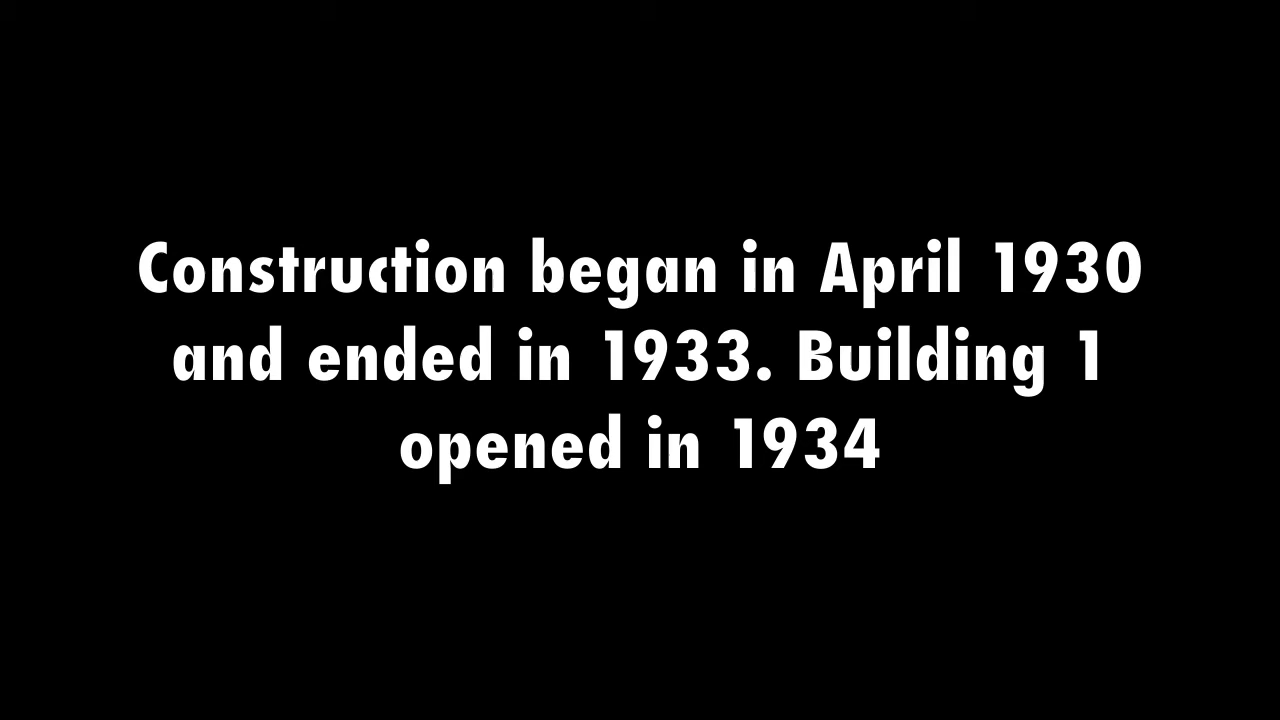 Construction began in April 1930
and ended in 1933. Building 1
opened in 1934